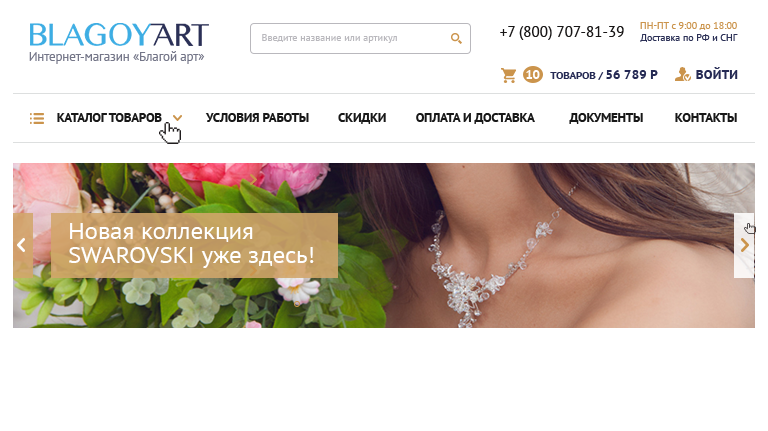 BLAGOYART
Интернет-магазин «Благой арт»
Введите название или артикул
+7 (800) 707-81-39
ПН-ПТ с 9:00 до 18:00
Доставка по РФ и СНГ
10 ТОВАРОВ / 56 789 Р
ВОЙТИ
КАТАЛОГ ТОВАРОВ УСЛОВИЯ РАБОТЫ СКИДКИ ОПЛАТА И ДОСТАВКА ДОКУМЕНТЫ КОНТАКТЫ
Новая коллекция
SWAROVSKI уже здесь!